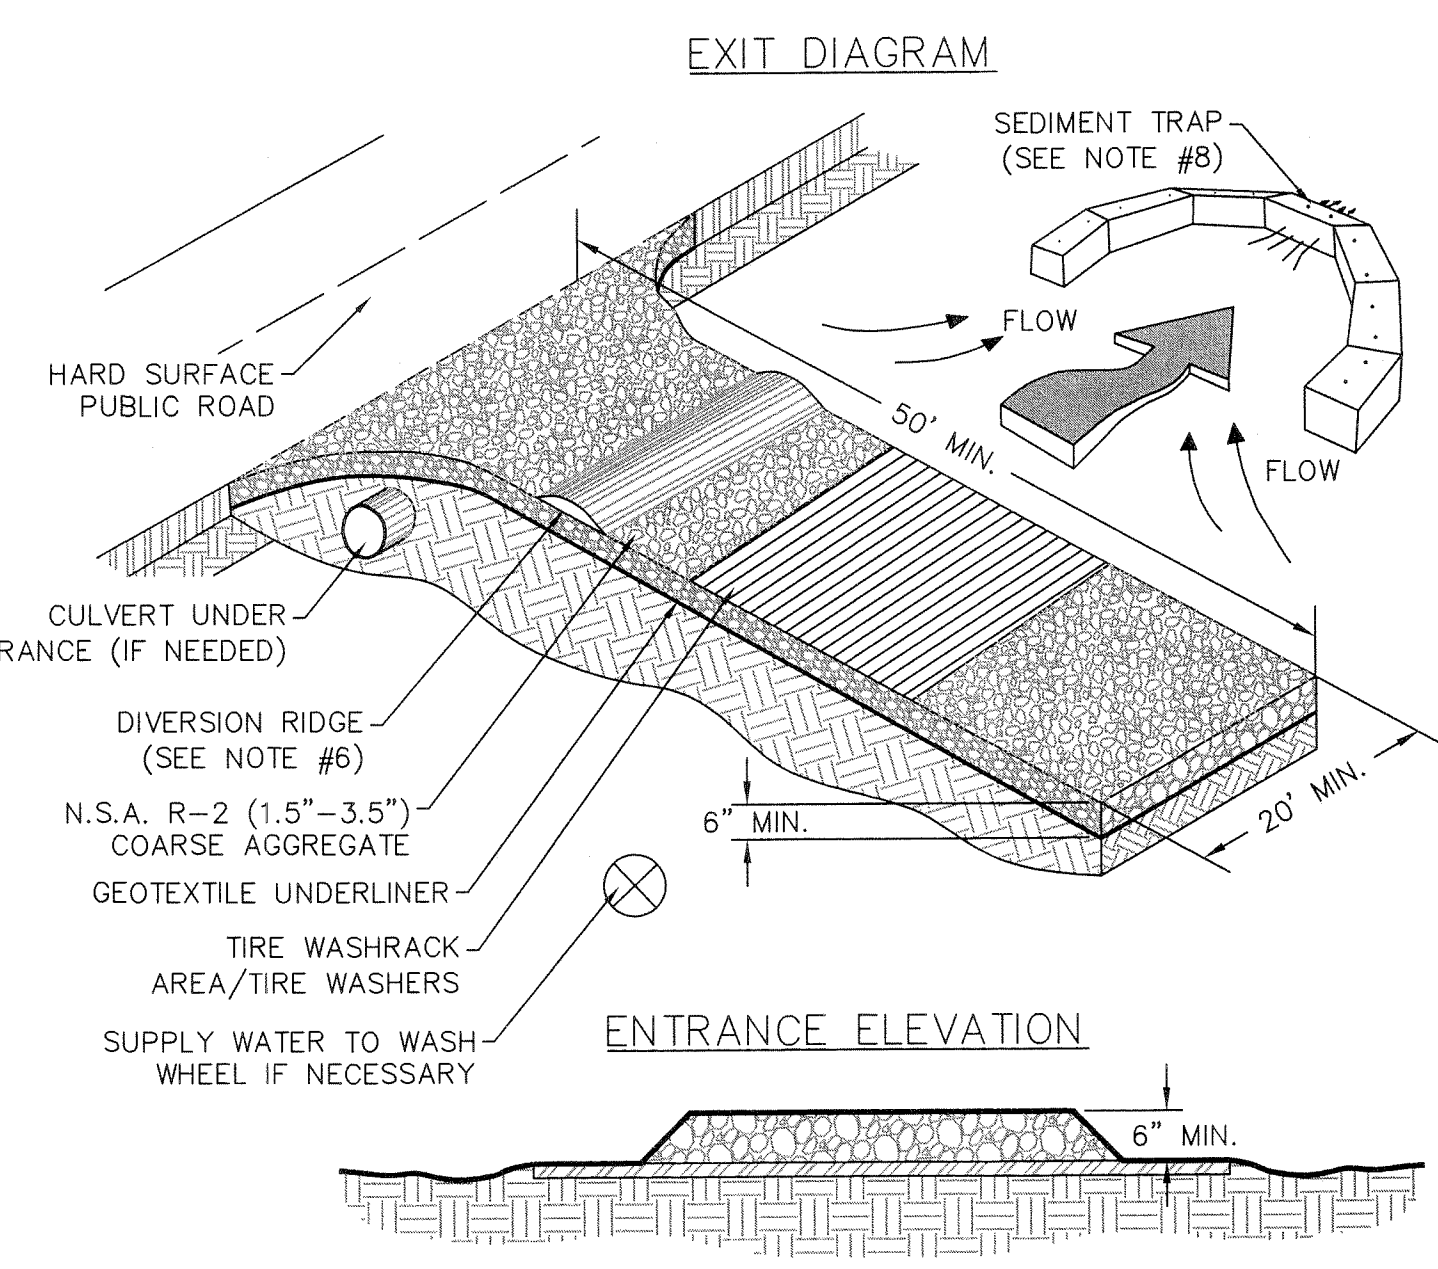 EXIT DIAGRAM
SEDIMENT TRAP
(SEE NOTE #8)
FLOW
HARD SURFACE
PUBLIC ROAD
50' MIN.
FLOW
CULVERT UNDER
RANCE (IF NEEDED)
DIVERSION RIDGE
(SEE NOTE #6)
N.S.A. R-2 (1.5"-3.5")
COARSE AGGREGATE
6" MIN.
20' MIN.
GEOTEXTILE UNDERLINER
TIRE WASHRACK
AREA/TIRE WASHERS
SUPPLY WATER TO WASH
WHEEL IF NECESSARY
ENTRANCE ELEVATION
6" MIN.